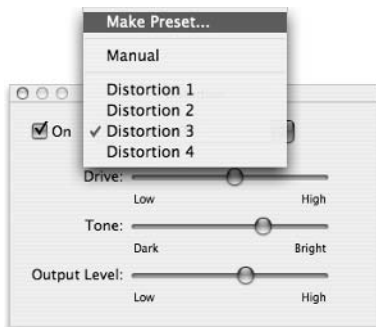 Make Preset...
Manual
Distortion 1
Distortion 2
On ✓ Distortion 3
Distortion 4
Drive:
Low High
Tone:
Dark Bright
Output Level:
Low High